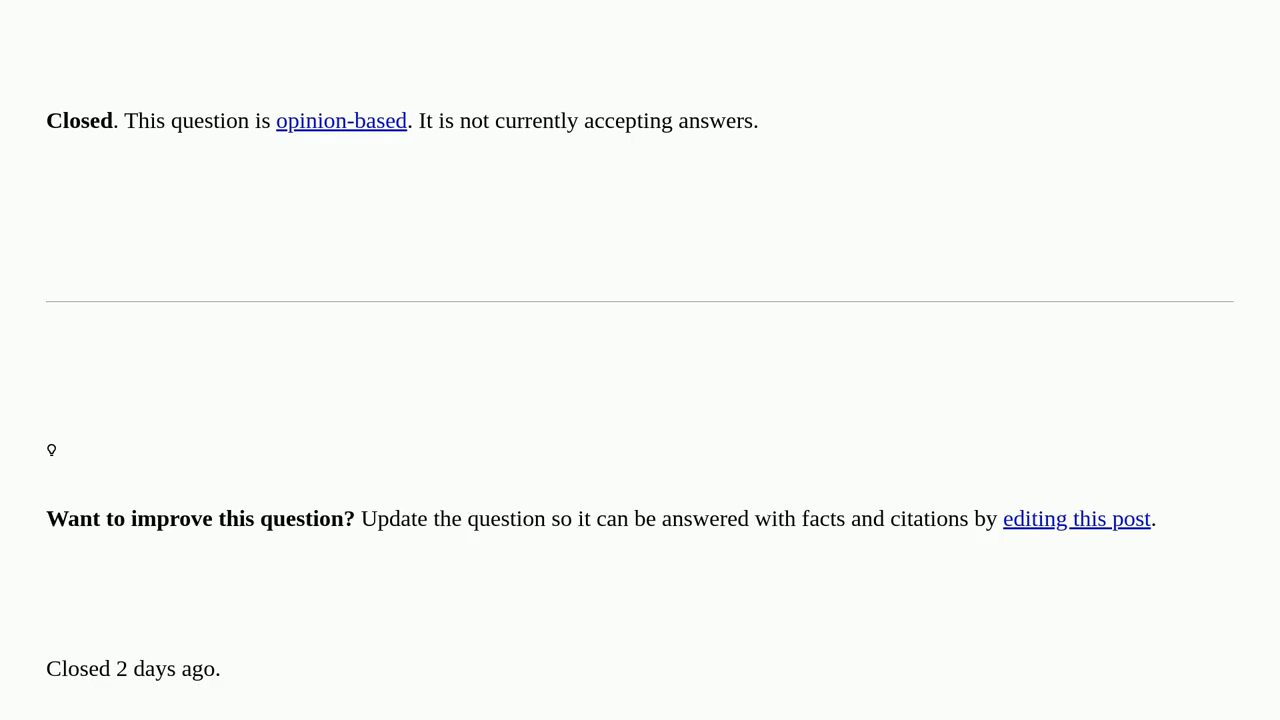 Closed. This question is opinion-based. It is not currently accepting answers.
Want to improve this question? Update the question so it can be answered with facts and citations by editing this post.
Closed 2 days ago.